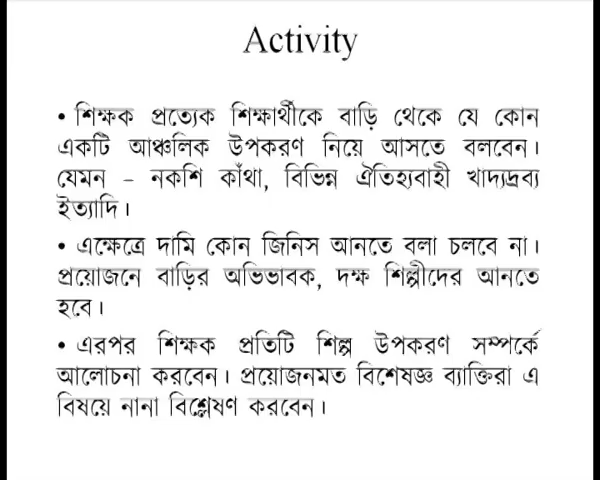 Activity
• শিক্ষক প্রত্যেক শিক্ষার্থীকে বাড়ি থেকে যে কোন
একটি আঞ্চলিক উপকরণ নিয়ে আসতে বলবেন।
যেমন – নকশি কাঁথা, বিভিন্ন ঐতিহ্যবাহী খাদ্যদ্রব্য
ইত্যাদি।
• এক্ষেত্রে দামি কোন জিনিস আনতে বলা চলবে না।
প্রয়োজনে বাড়ির অভিভাবক, দক্ষ শিল্পীদের আনতে
হবে।
• এরপর শিক্ষক প্রতিটি শিল্প উপকরণ সম্পর্কে
আলোচনা করবেন। প্রয়োজনমত বিশেষজ্ঞ ব্যাক্তিরা এ
বিষয়ে নানা বিশ্লেষণ করবেন।